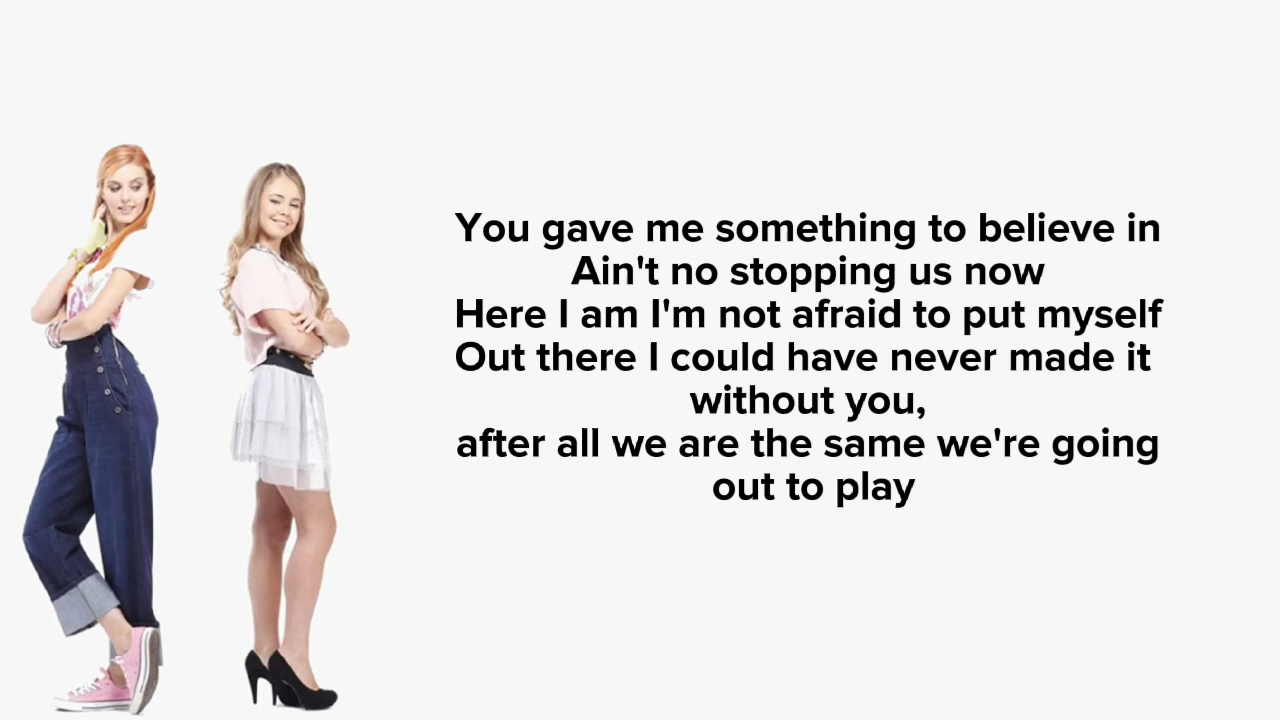 You gave me something to believe in
Ain't no stopping us now
Here I am I'm not afraid to put myself
Out there I could have never made it
without you,
after all we are the same we're going
out to play